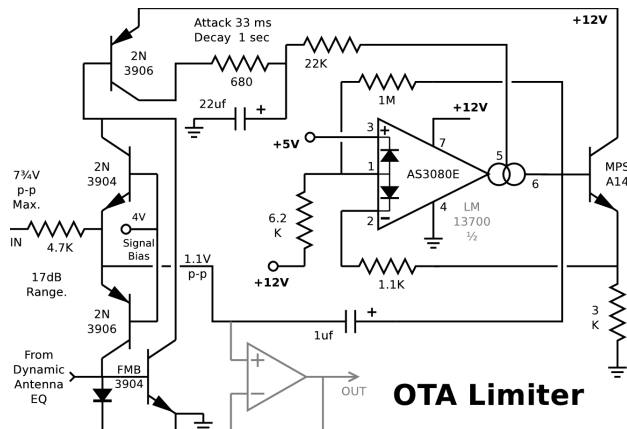 +12V
Attack 33 ms
Decay 1 sec
2N
3906
680
22K
1M
22uf
+
+12V
+5V
3
+
7
2N
3904
1
AS3080E
5
6
MPS
A14
7¾V
p-p
Max.
4V
Signal
Bias
IN
4.7K
6.2
K
2
−
4
LM
13700
½
17dB
Range.
1.1V
p-p
+12V
1.1K
2N
3906
1uf
+
3
K
From
Dynamic
Antenna
EQ
FMB
3904
+
−
OUT
OTA Limiter